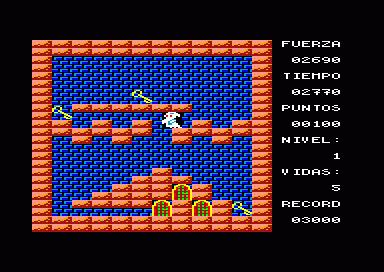 FUERZA
02690
TIEMPO
02770
PUNTOS
00100
NIVEL:
1
VIDAS:
5
RECORD
03000